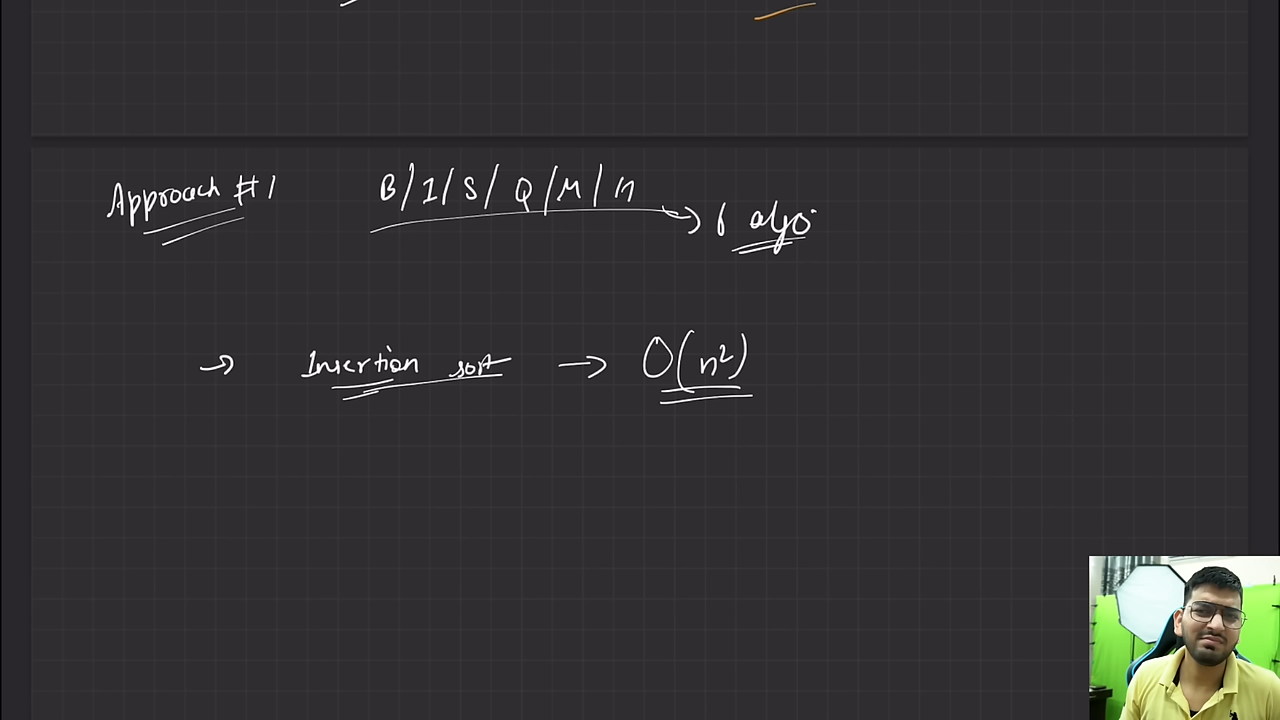 Approach #1 B/I/S/Q/M/H
→ 6 algo
→ Insertion sort → O(n²)